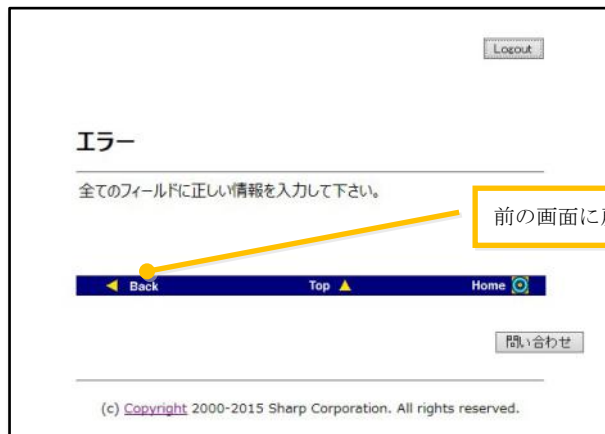 Logout
エラー
全てのフィールドに正しい情報を入力して下さい。
前の画面に
Back Top Home
問い合わせ
(c) Copyright 2000-2015 Sharp Corporation. All rights reserved.